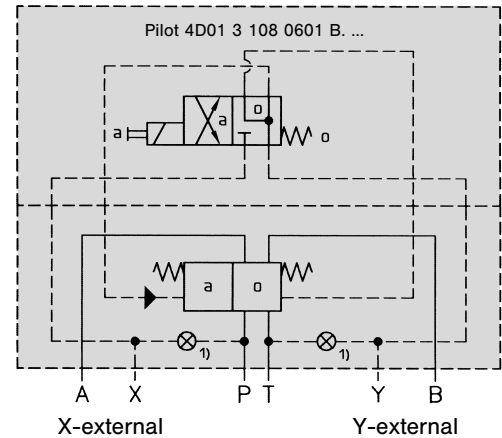 Pilot 4D01 3 108 0601 B. ...
o
a
a
o
a o
1) 1)
A X P T Y B
X-external Y-external